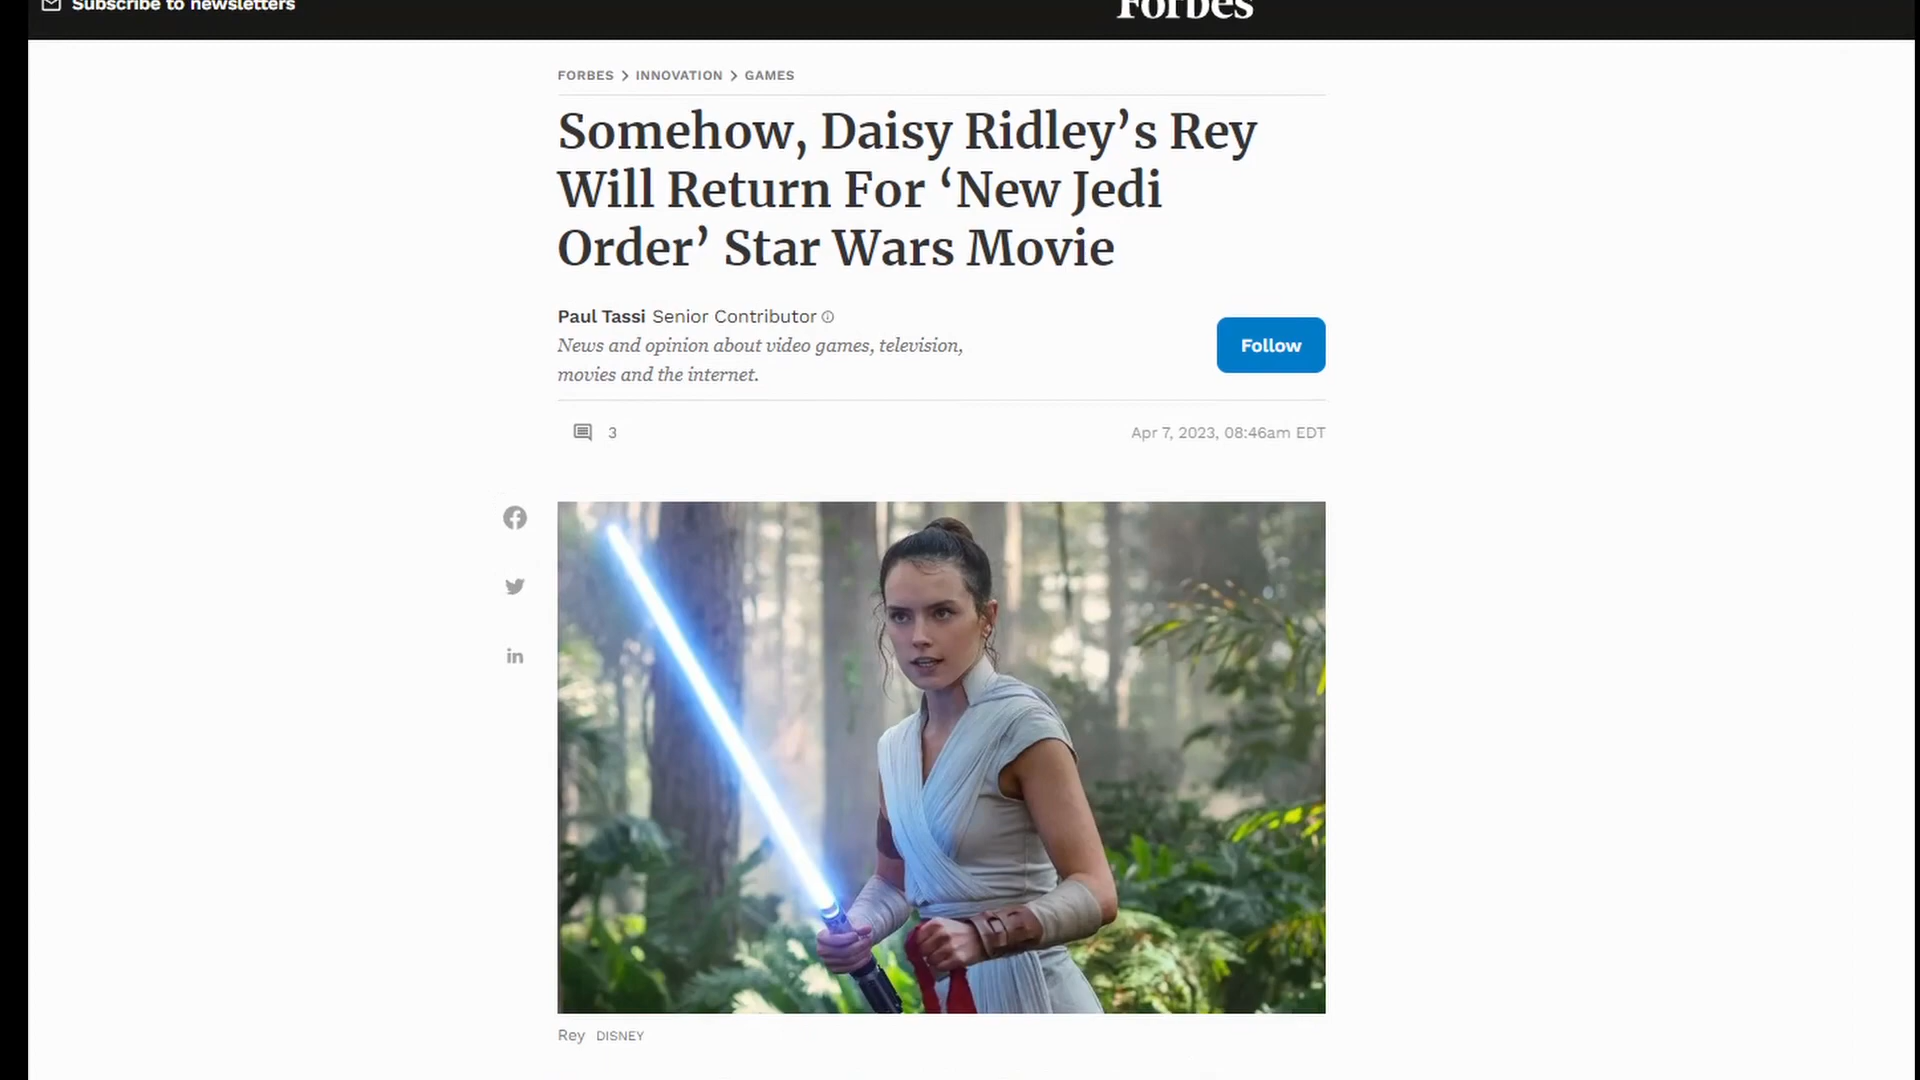 Subscribe to newsletters
Forbes
FORBES > INNOVATION > GAMES
Somehow, Daisy Ridley’s Rey
Will Return For ‘New Jedi
Order’ Star Wars Movie
Paul Tassi Senior Contributor
News and opinion about video games, television,
movies and the internet.
Follow
3
Apr 7, 2023, 08:46am EDT
in
Rey DISNEY